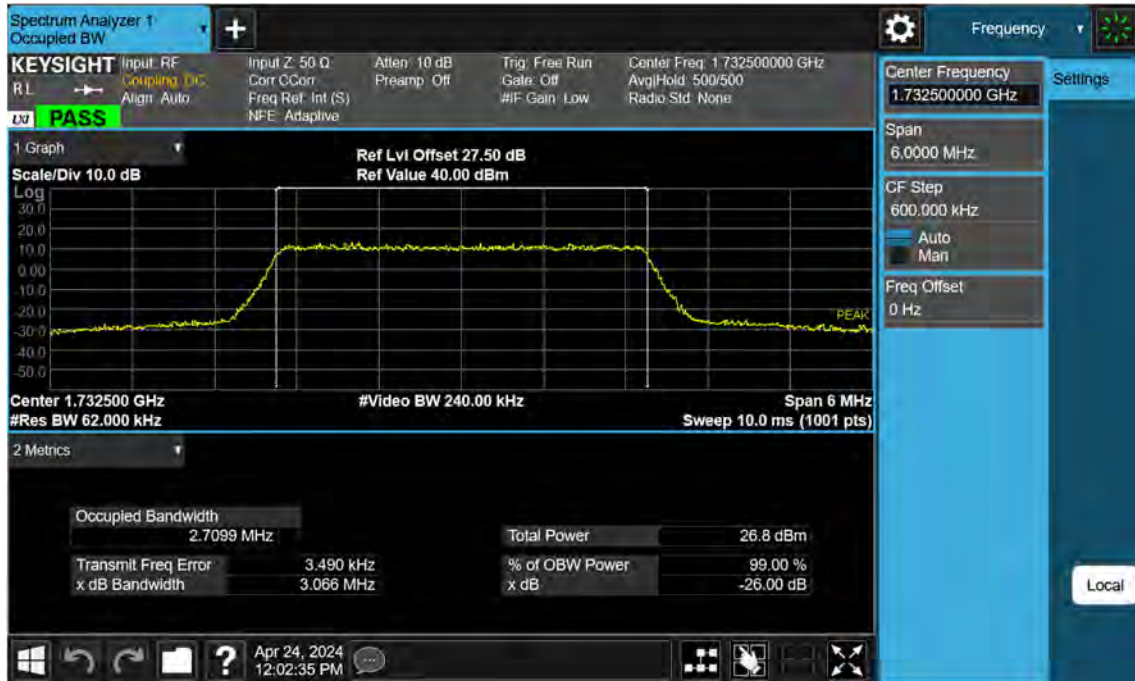 Spectrum Analyzer 1
Occupied BW
+
Frequency
KEYSIGHT
RL
LXI
PASS
Input: RF
Coupling: DC
Align: Auto
Input Z: 50 Ω
Corr CCorr
Freq Ref: Int (S)
NFE: Adaptive
Atten: 10 dB
Preamp: Off
Trig: Free Run
Gate: Off
#IF Gain: Low
Center Freq: 1.732500000 GHz
Avg|Hold: 500/500
Radio Std: None
1 Graph
Scale/Div 10.0 dB
Ref Lvl Offset 27.50 dB
Ref Value 40.00 dBm
Log
30.0
20.0
10.0
0.00
-10.0
-20.0
-30.0
-40.0
-50.0
PEAK
Center 1.732500 GHz
#Video BW 240.00 kHz
Span 6 MHz
#Res BW 62.000 kHz
Sweep 10.0 ms (1001 pts)
2 Metrics
Occupied Bandwidth
2.7099 MHz
Total Power 26.8 dBm
Transmit Freq Error 3.490 kHz
% of OBW Power 99.00 %
x dB Bandwidth 3.066 MHz
x dB -26.00 dB
Center Frequency
1.732500000 GHz
Settings
Span
6.0000 MHz
CF Step
600.000 kHz
Auto
Man
Freq Offset
0 Hz
Local
?
Apr 24, 2024
12:02:35 PM